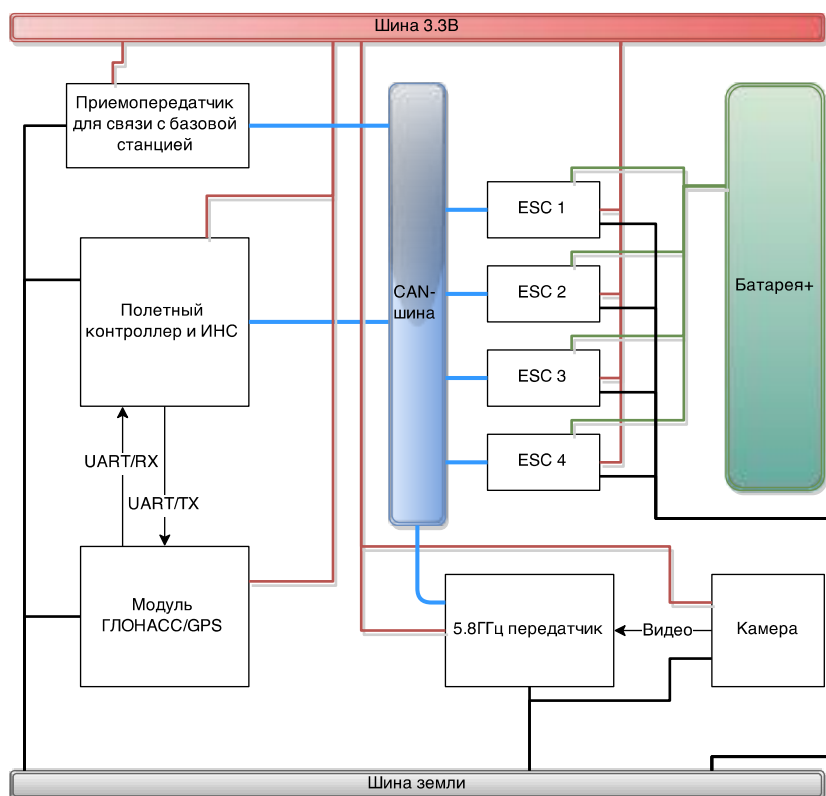 Шина 3.3В
Приемопередатчик
для связи с базовой
станцией
ESC 1
ESC 2
Батарея+
CAN-
шина
Полетный
контроллер и ИНС
ESC 3
ESC 4
UART/RX
UART/TX
Модуль
ГЛОНАСС/GPS
5.8ГГц передатчик
Видео
Камера
Шина земли